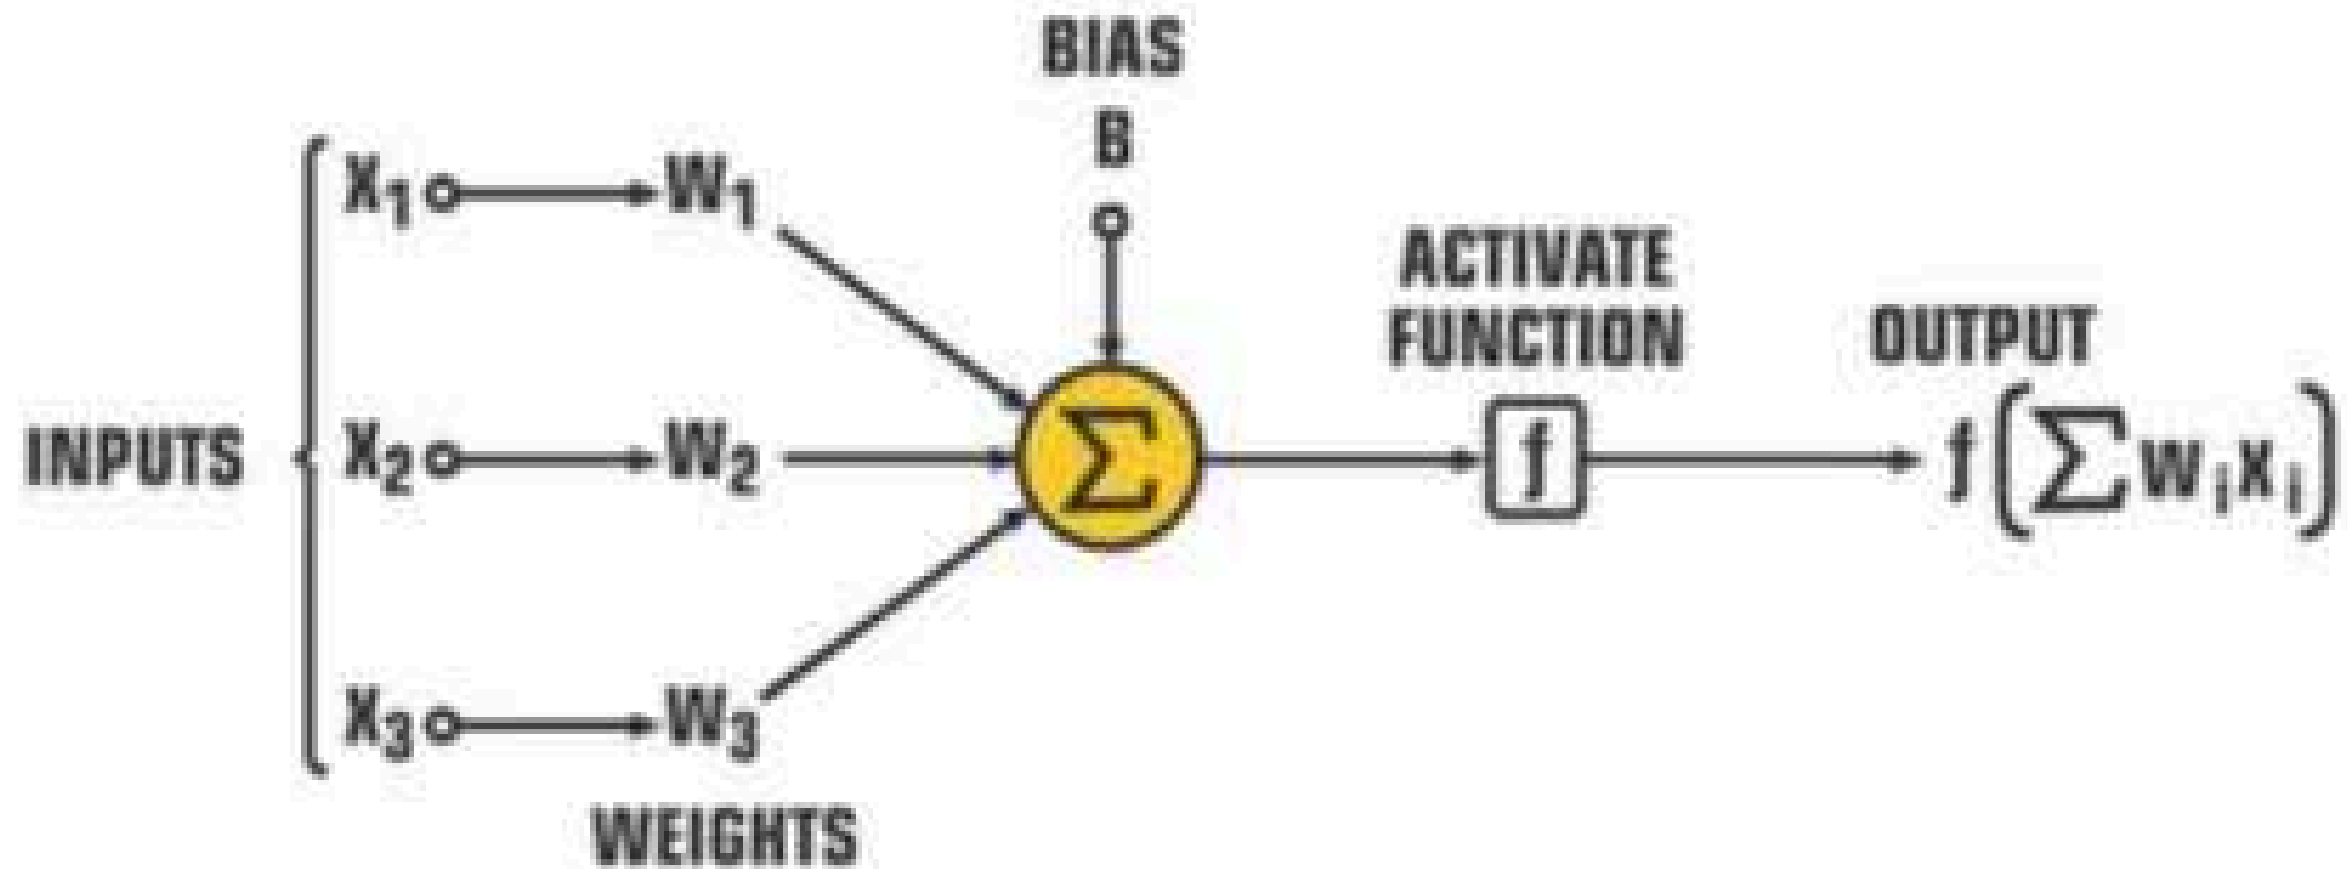 BIAS
B
X₁ W₁
ACTIVATE
FUNCTION
OUTPUT
INPUTS X₂ W₂ Σ f f(Σwᵢxᵢ)
X₃ W₃
WEIGHTS